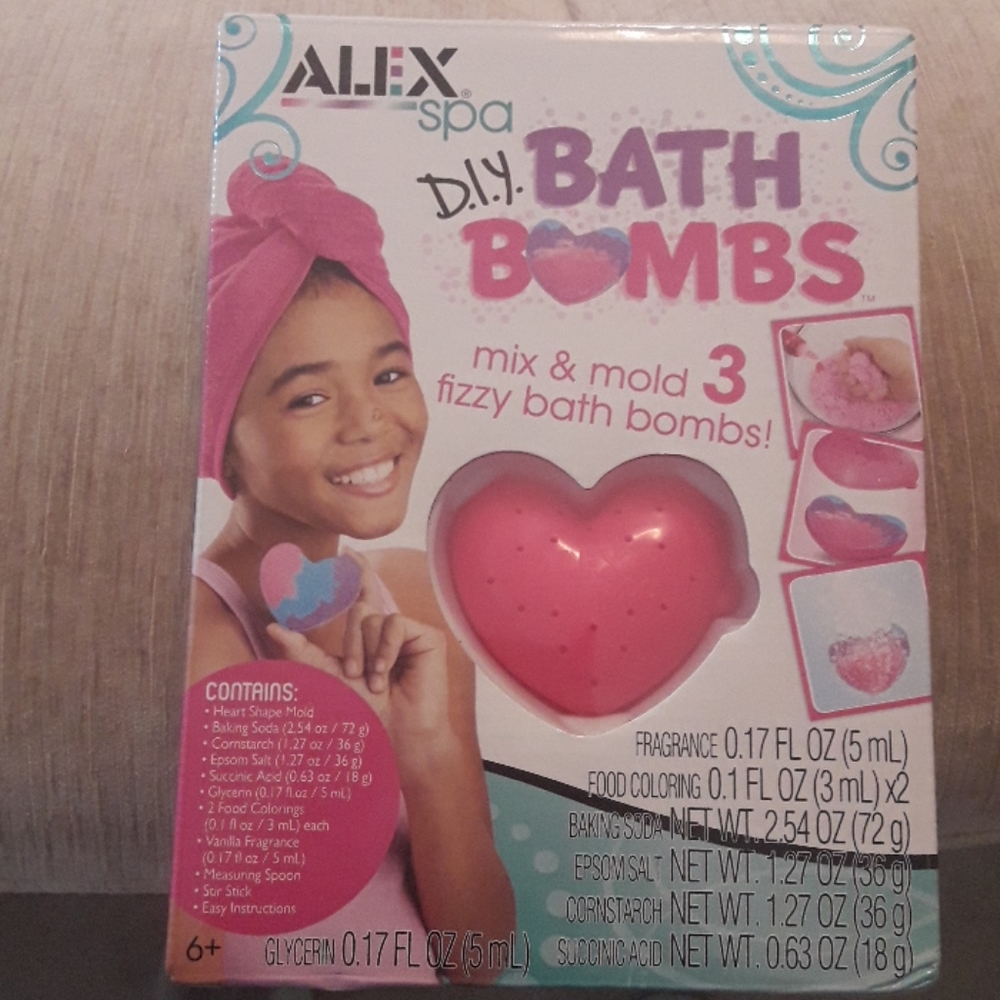 ALEX®
spa
D.I.Y. BATH
BOMBS™
mix & mold 3
fizzy bath bombs!
CONTAINS:
• Heart Shape Mold
• Baking Soda (2.54 oz / 72 g)
• Cornstarch (1.27 oz / 36 g)
• Epsom Salt (1.27 oz / 36 g)
• Succinic Acid (0.63 oz / 18 g)
• Glycerin (0.17 fl oz / 5 mL)
• 2 Food Colorings
(0.1 fl oz / 3 mL) each
• Vanilla Fragrance
(0.17 fl oz / 5 mL)
• Measuring Spoon
• Stir Stick
• Easy Instructions
FRAGRANCE 0.17 FL OZ (5 mL)
FOOD COLORING 0.1 FL OZ (3 mL) x2
BAKING SODA NET WT. 2.54 OZ (72 g)
EPSOM SALT NET WT. 1.27 OZ (36 g)
CORNSTARCH NET WT. 1.27 OZ (36 g)
6+
GLYCERIN 0.17 FL OZ (5 mL)
SUCCINIC ACID NET WT. 0.63 OZ (18 g)